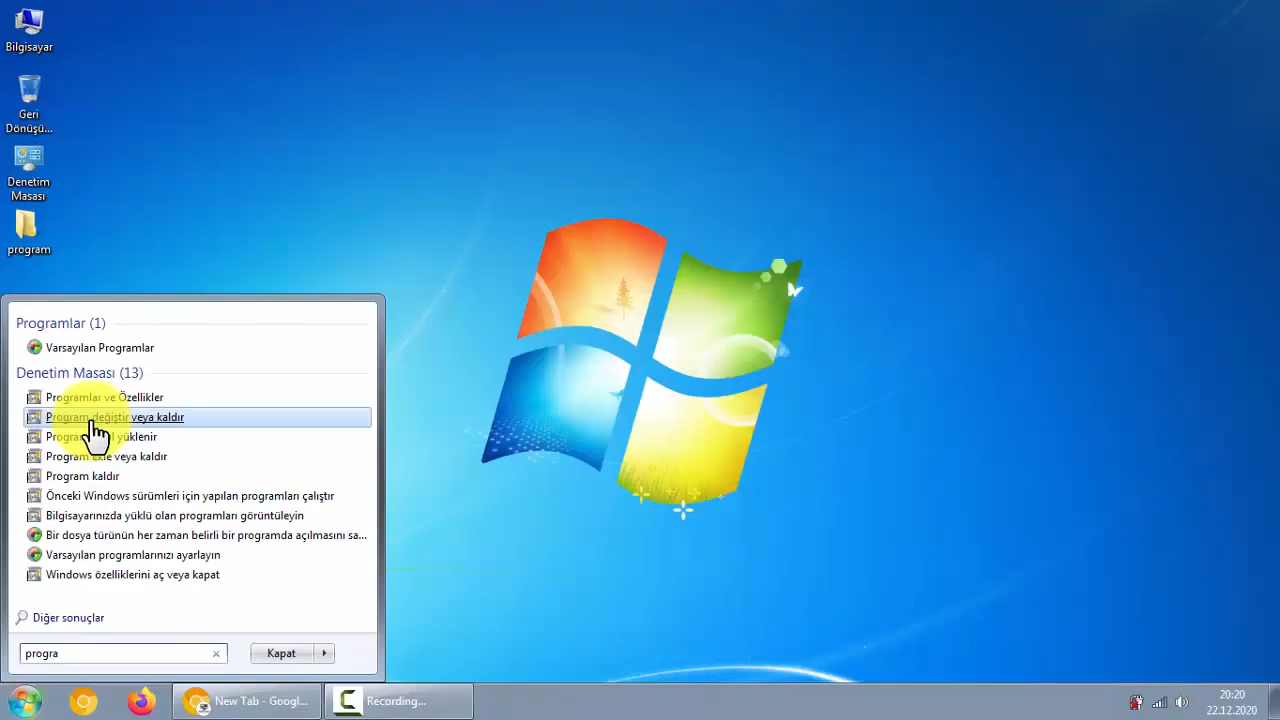 Bilgisayar
Geri
Dönüşü...
Denetim
Masası
program
Programlar (1)
Varsayılan Programlar
Denetim Masası (13)
Programlar ve Özellikler
Program değiştir veya kaldır
Program yüklenir
Program ekle veya kaldır
Program kaldır
Önceki Windows sürümleri için yapılan programları çalıştır
Bilgisayarınızda yüklü olan programları görüntüleyin
Bir dosya türünün her zaman belirli bir programda açılmasını sa...
Varsayılan programlarınızı ayarlayın
Windows özelliklerini aç veya kapat
Diğer sonuçlar
progra
Kapat
New Tab - Googl...
Recording...
20:20
22.12.2020